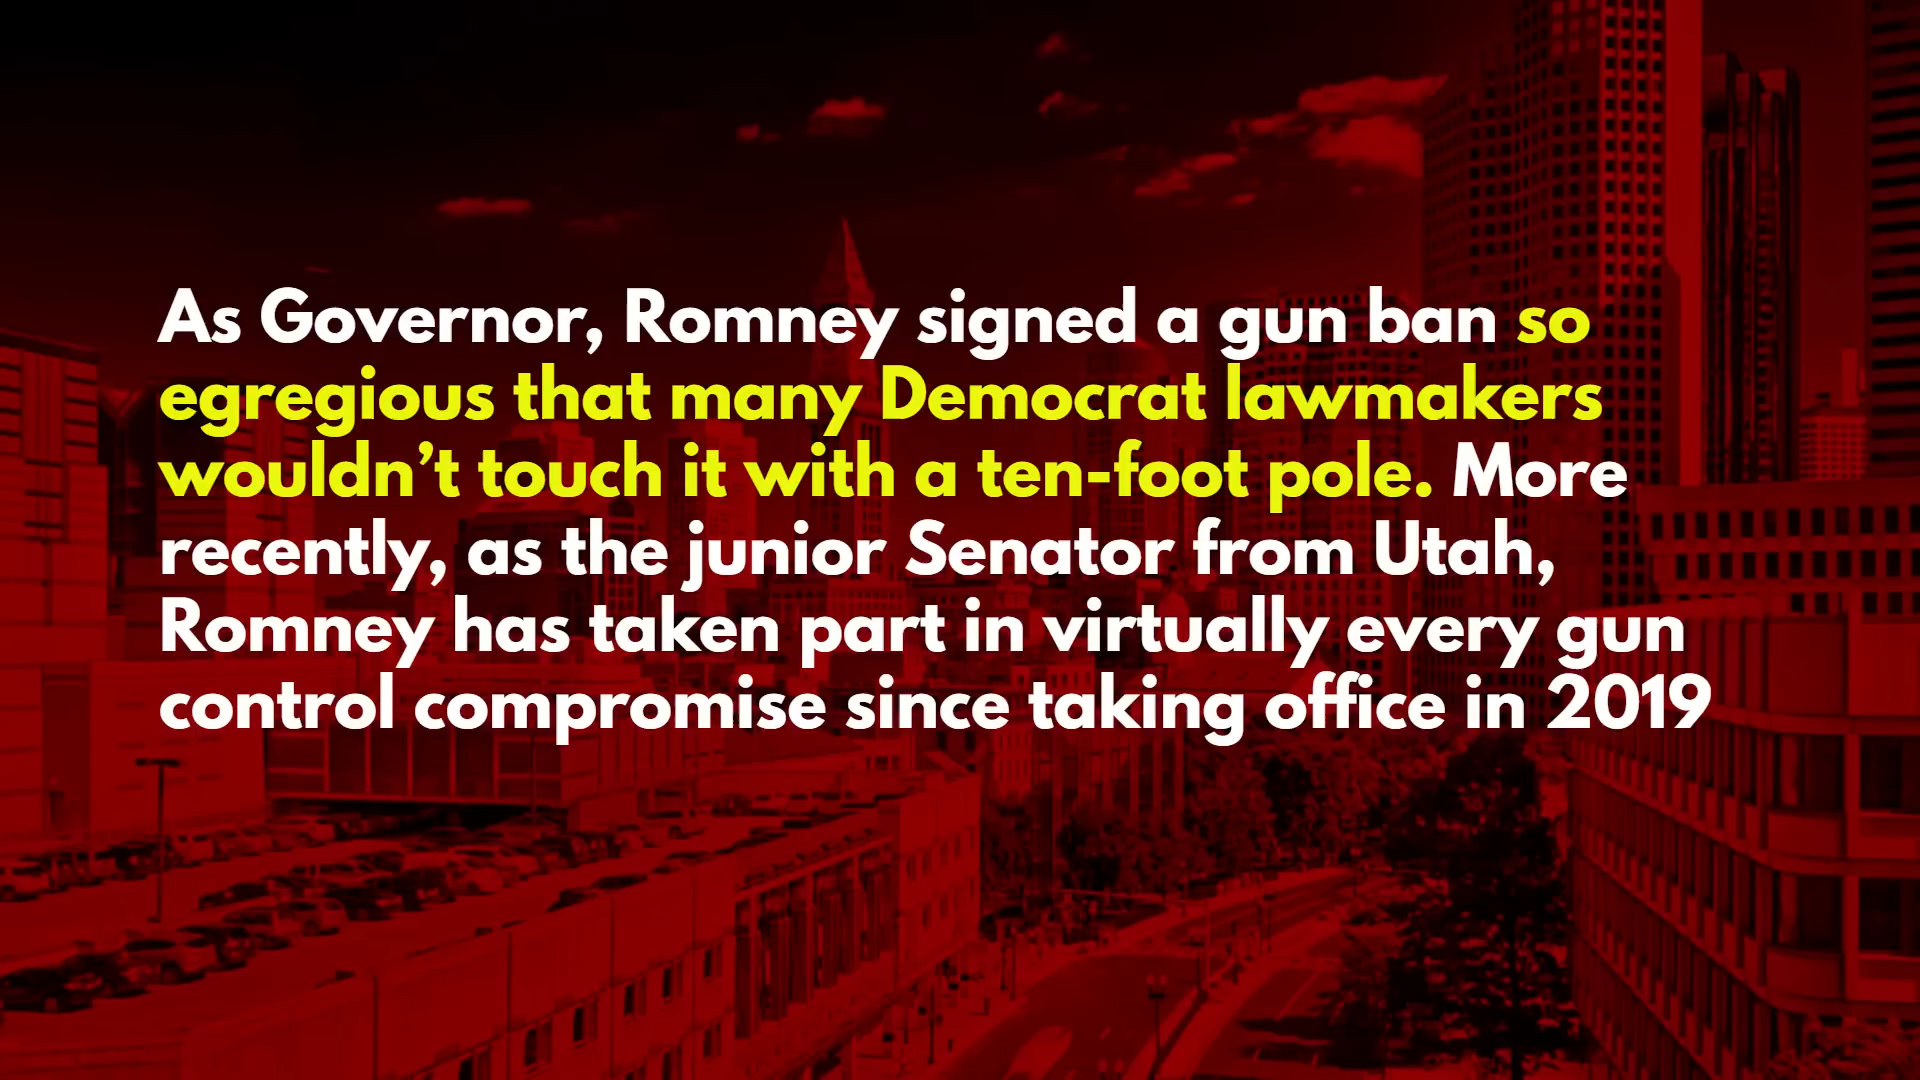 As Governor, Romney signed a gun ban so
egregious that many Democrat lawmakers
wouldn’t touch it with a ten-foot pole. More
recently, as the junior Senator from Utah,
Romney has taken part in virtually every gun
control compromise since taking office in 2019